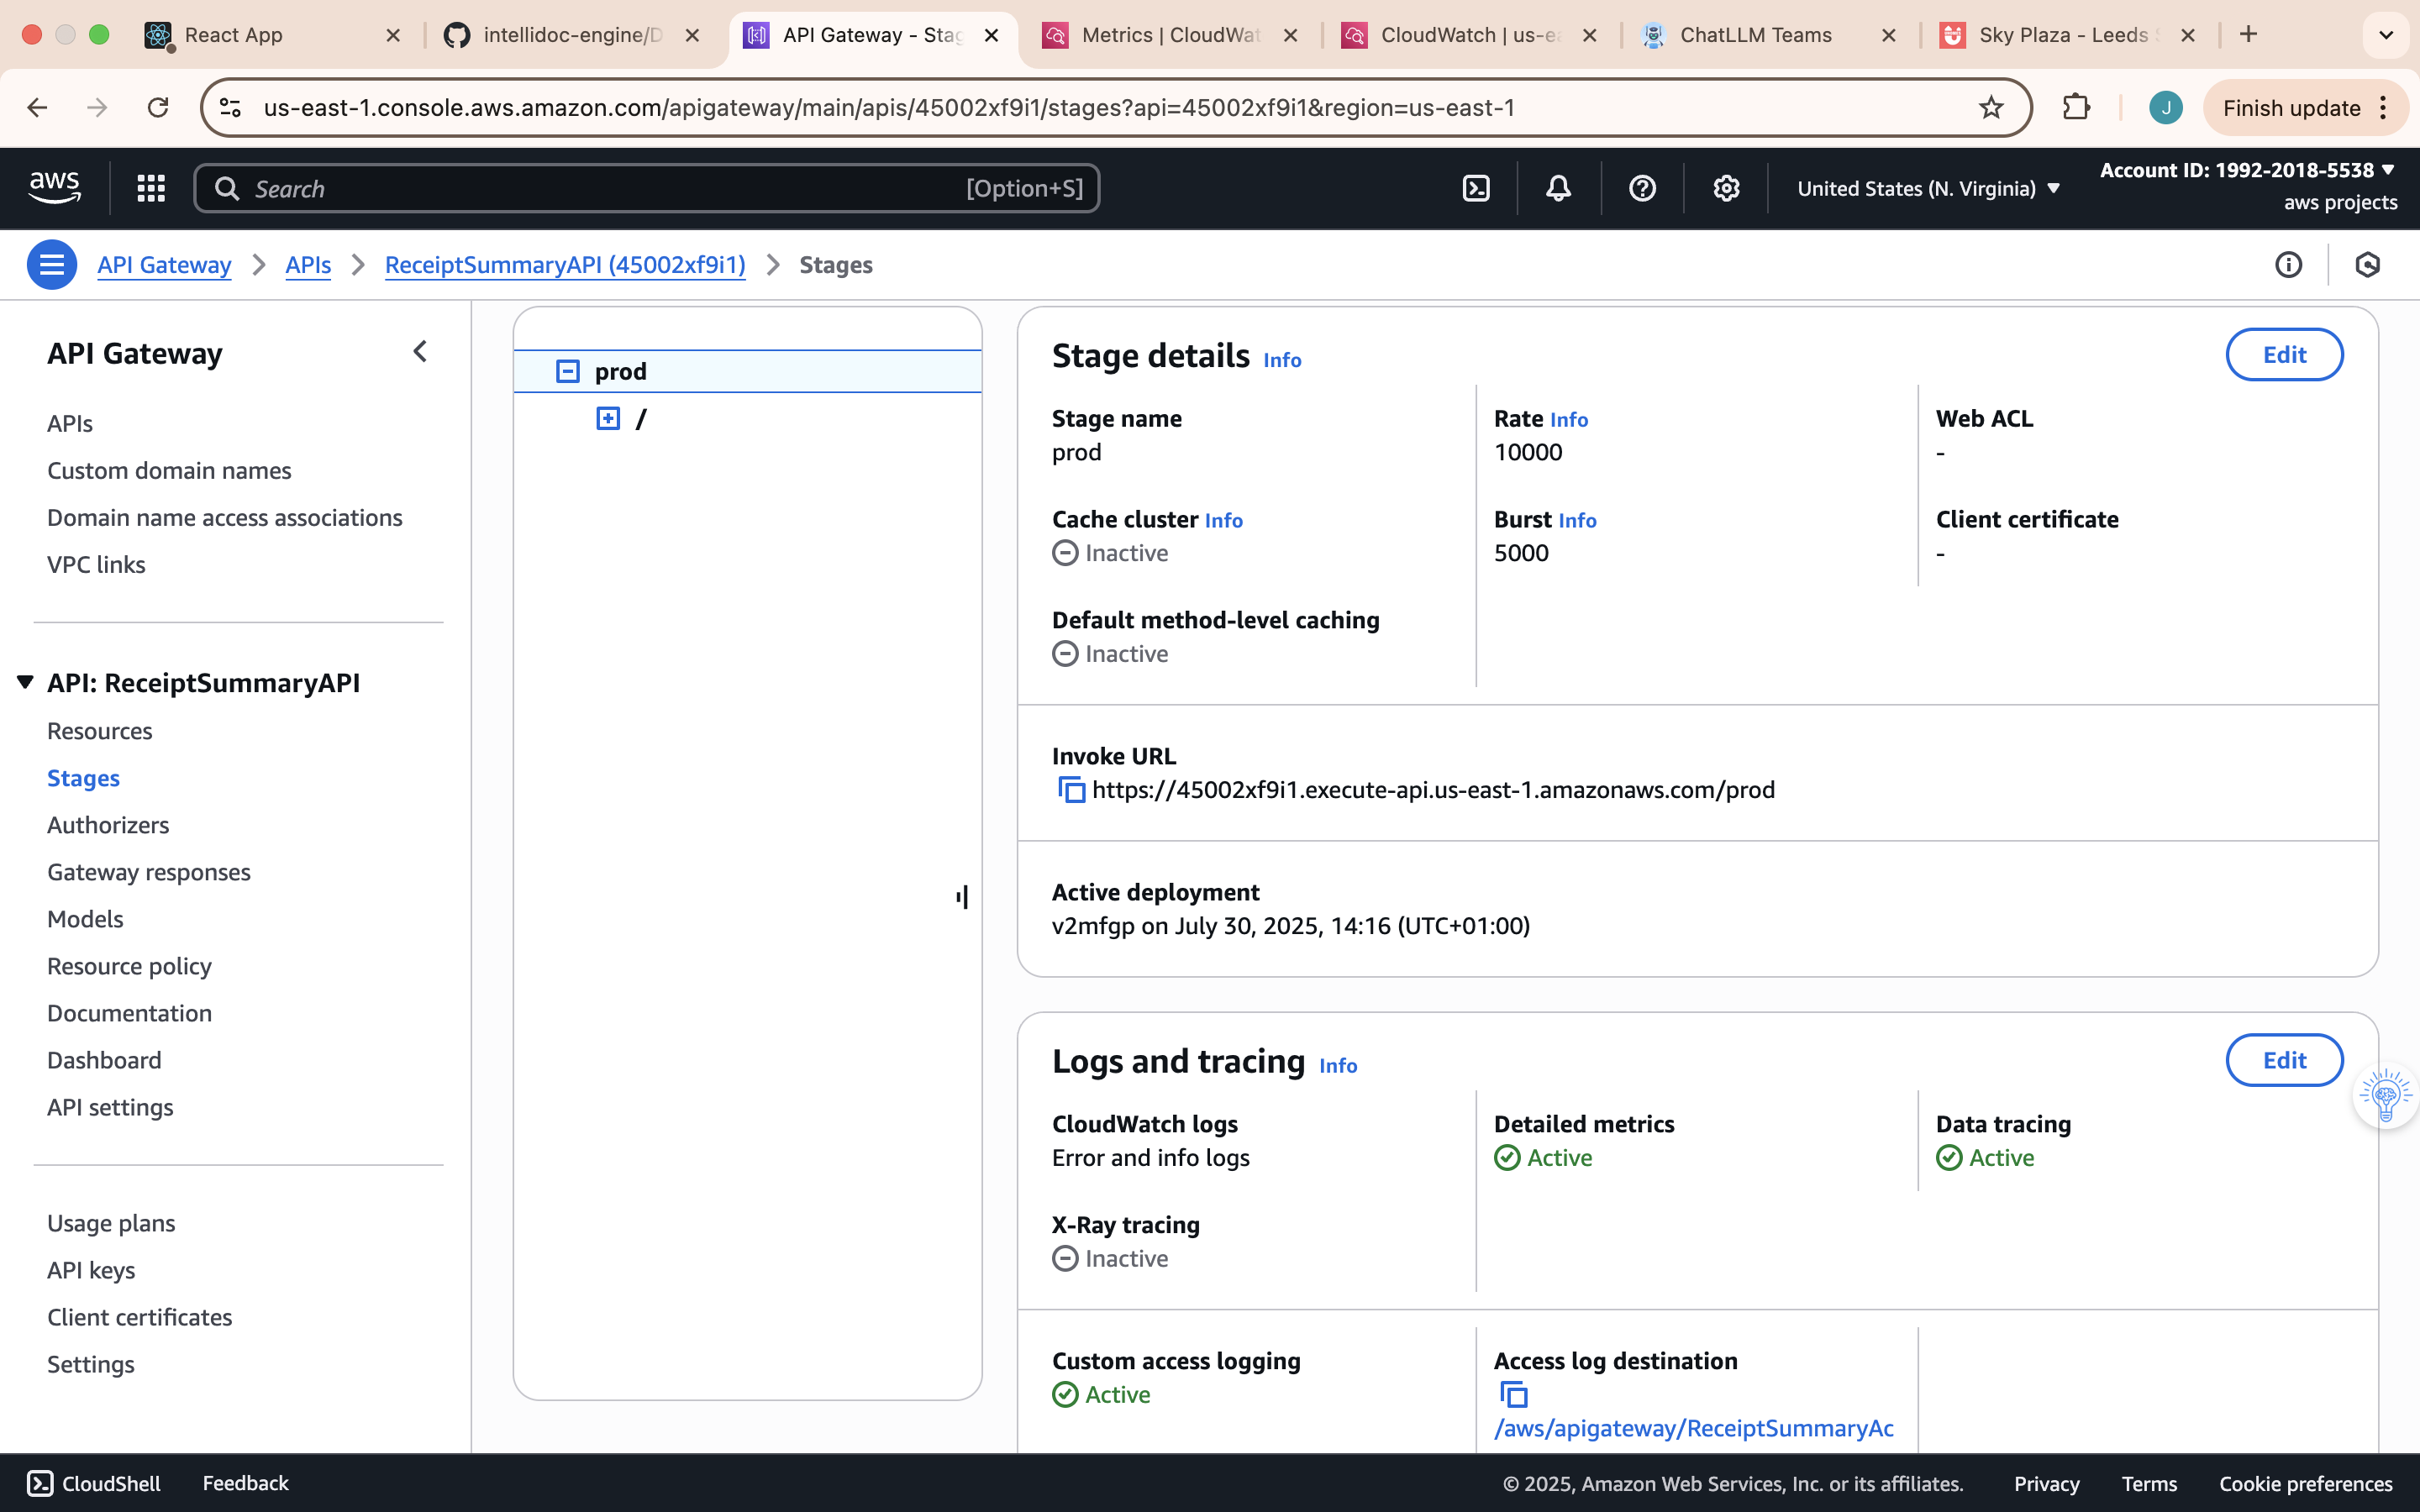 React App
intellidoc-engine/D
API Gateway - Stag
Metrics | CloudWat
CloudWatch | us-ea
ChatLLM Teams
Sky Plaza - Leeds S
us-east-1.console.aws.amazon.com/apigateway/main/apis/45002xf9i1/stages?api=45002xf9i1&region=us-east-1
J
Finish update
aws
Search
[Option+S]
United States (N. Virginia)
Account ID: 1992-2018-5538
aws projects
API Gateway
APIs
ReceiptSummaryAPI (45002xf9i1)
Stages
API Gateway
APIs
Custom domain names
Domain name access associations
VPC links
API: ReceiptSummaryAPI
Resources
Stages
Authorizers
Gateway responses
Models
Resource policy
Documentation
Dashboard
API settings
Usage plans
API keys
Client certificates
Settings
prod
/
Stage details Info
Edit
Stage name
prod
Rate Info
10000
Web ACL
-
Cache cluster Info
Inactive
Burst Info
5000
Client certificate
-
Default method-level caching
Inactive
Invoke URL
https://45002xf9i1.execute-api.us-east-1.amazonaws.com/prod
Active deployment
v2mfgp on July 30, 2025, 14:16 (UTC+01:00)
Logs and tracing Info
Edit
CloudWatch logs
Error and info logs
Detailed metrics
Active
Data tracing
Active
X-Ray tracing
Inactive
Custom access logging
Active
Access log destination
/aws/apigateway/ReceiptSummaryAc
CloudShell
Feedback
© 2025, Amazon Web Services, Inc. or its affiliates.
Privacy
Terms
Cookie preferences